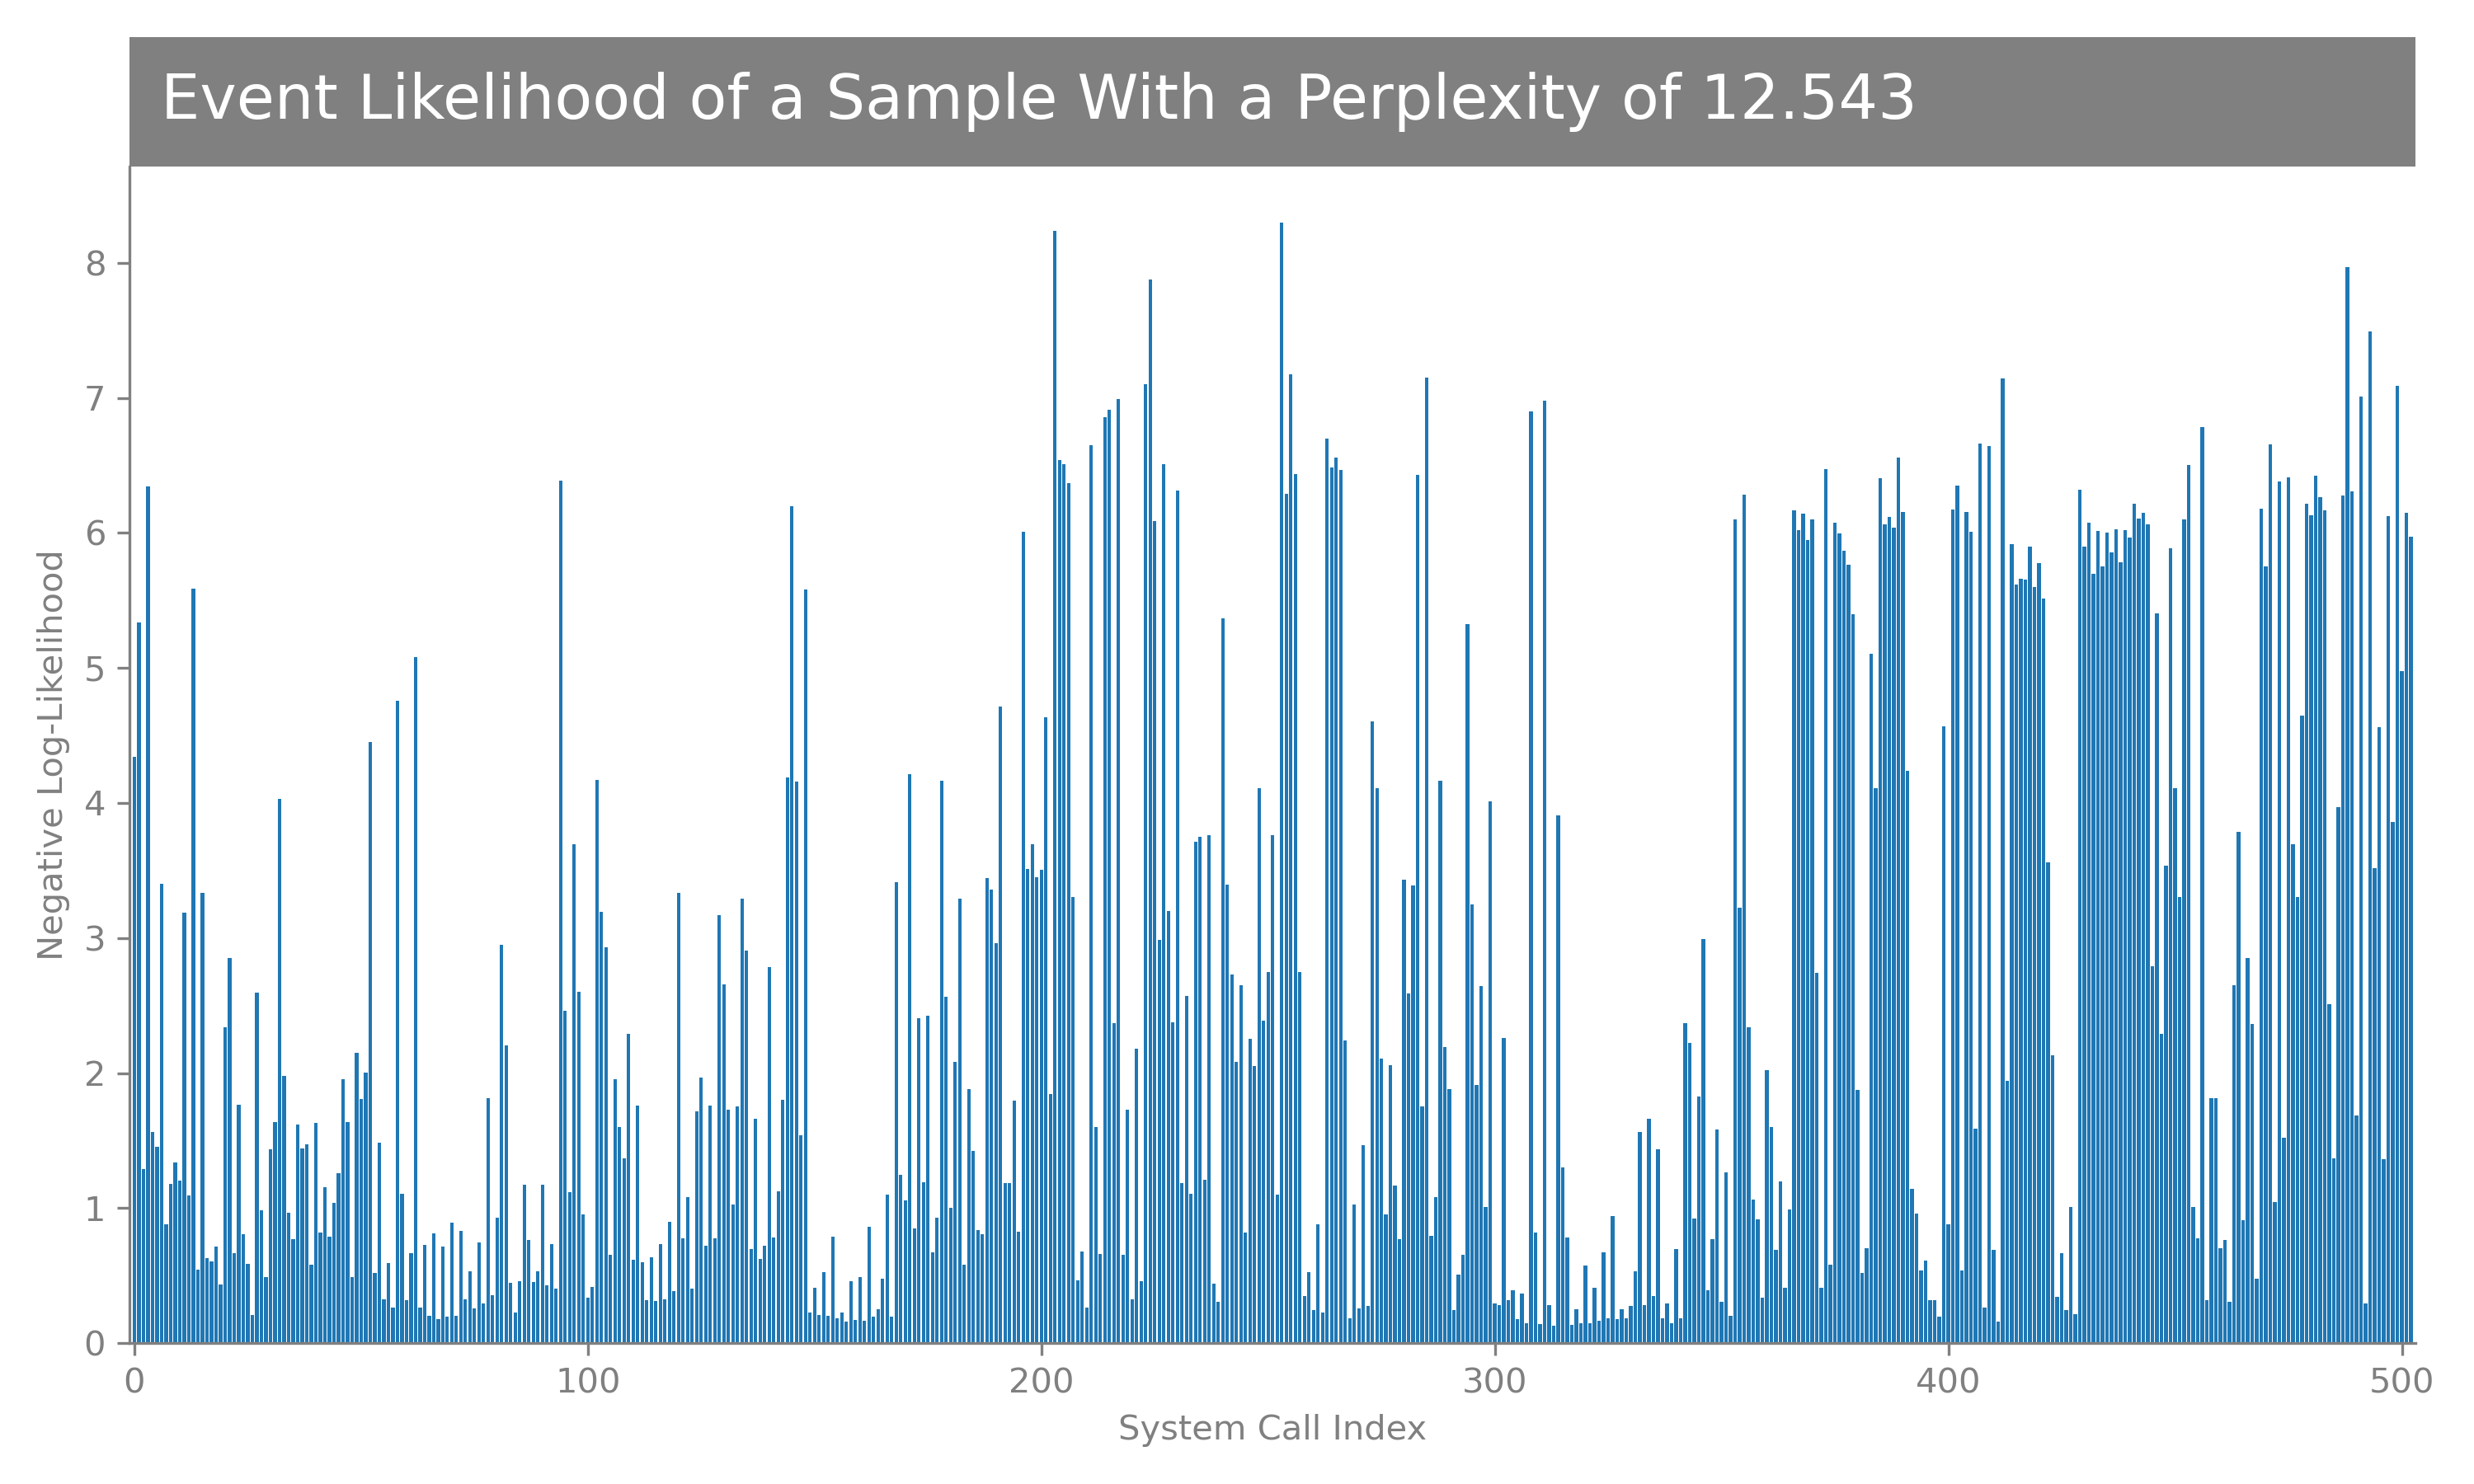 Event Likelihood of a Sample With a Perplexity of 12.543
8
7
6
5
4
3
2
1
0
Negative Log-Likelihood
0 100 200 300 400 500
System Call Index